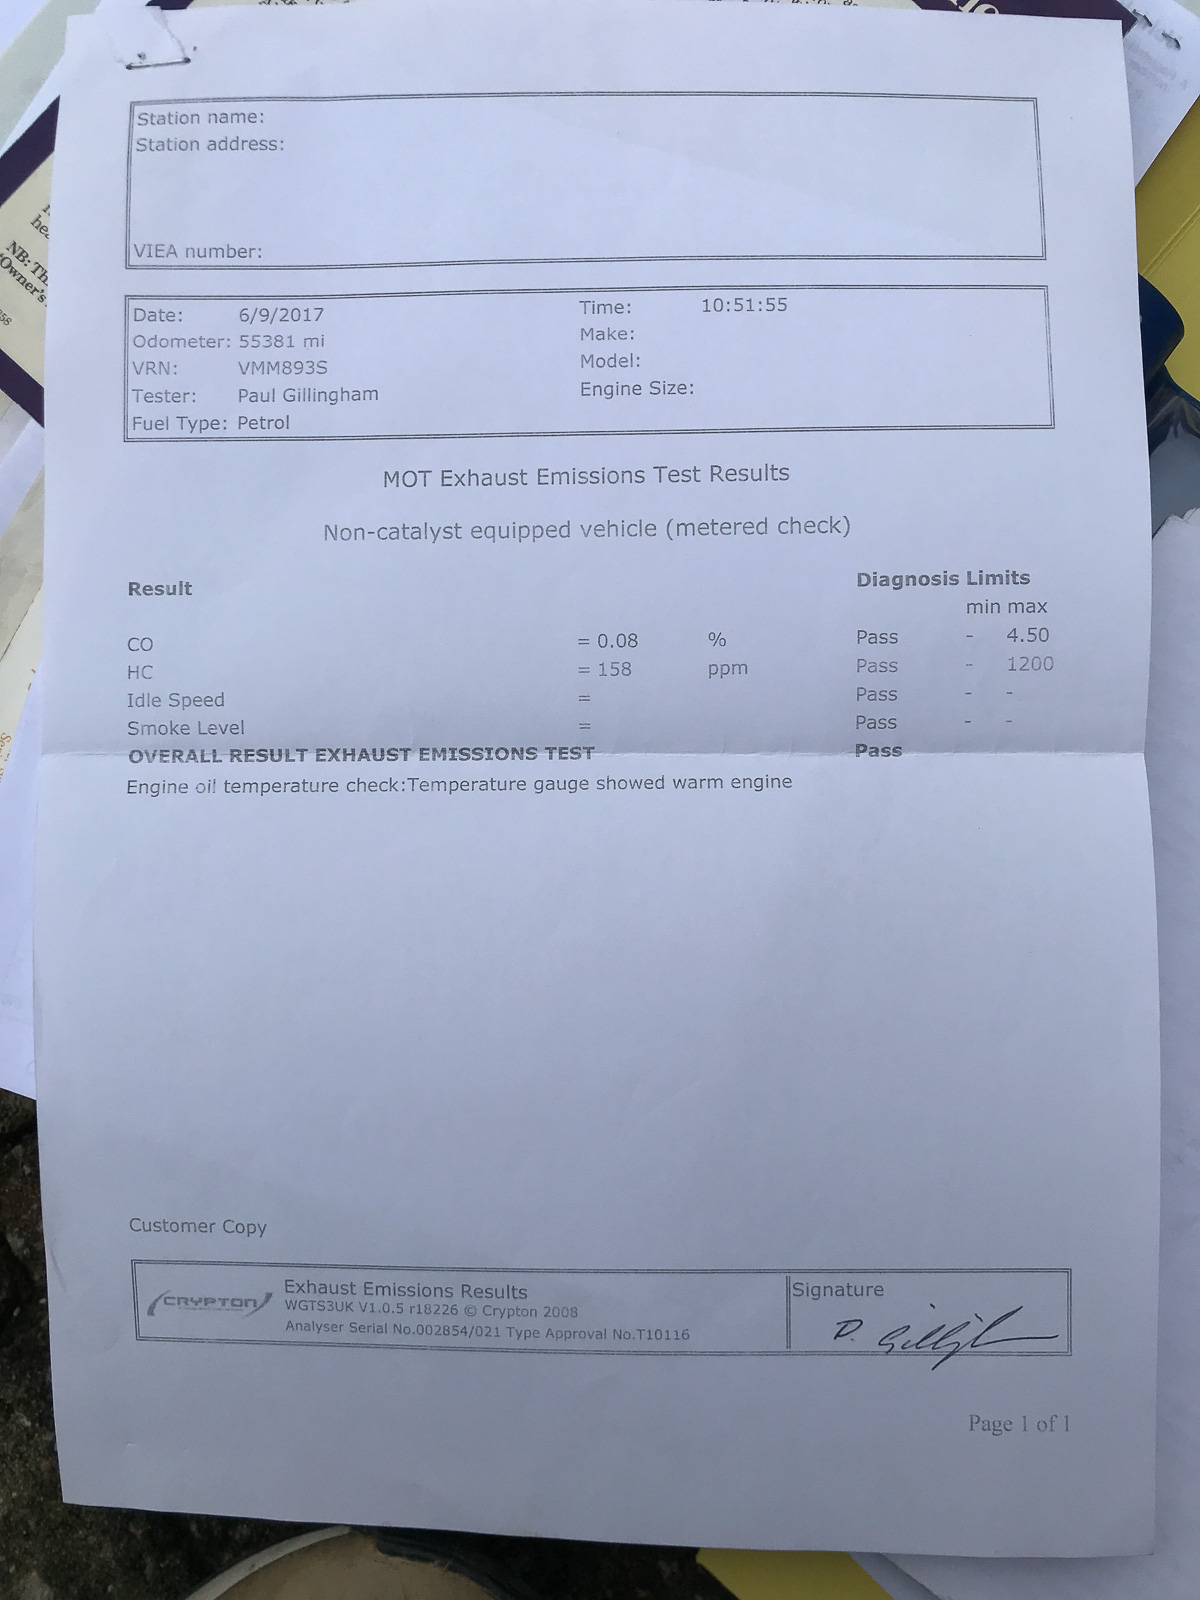 Station name:
Station address:
VIEA number:
Date: 6/9/2017 Time: 10:51:55
Odometer: 55381 mi Make:
VRN: VMM893S Model:
Tester: Paul Gillingham Engine Size:
Fuel Type: Petrol
MOT Exhaust Emissions Test Results
Non-catalyst equipped vehicle (metered check)
Result Diagnosis Limits
min max
CO = 0.08 % Pass - 4.50
HC = 158 ppm Pass - 1200
Idle Speed = Pass - -
Smoke Level = Pass - -
OVERALL RESULT EXHAUST EMISSIONS TEST Pass
Engine oil temperature check:Temperature gauge showed warm engine
Customer Copy
CRYPTON
Exhaust Emissions Results
WGTS3UK V1.0.5 r18226 © Crypton 2008
Analyser Serial No.002854/021 Type Approval No.T10116
Signature
Page 1 of 1
NB: Th
'Owner's